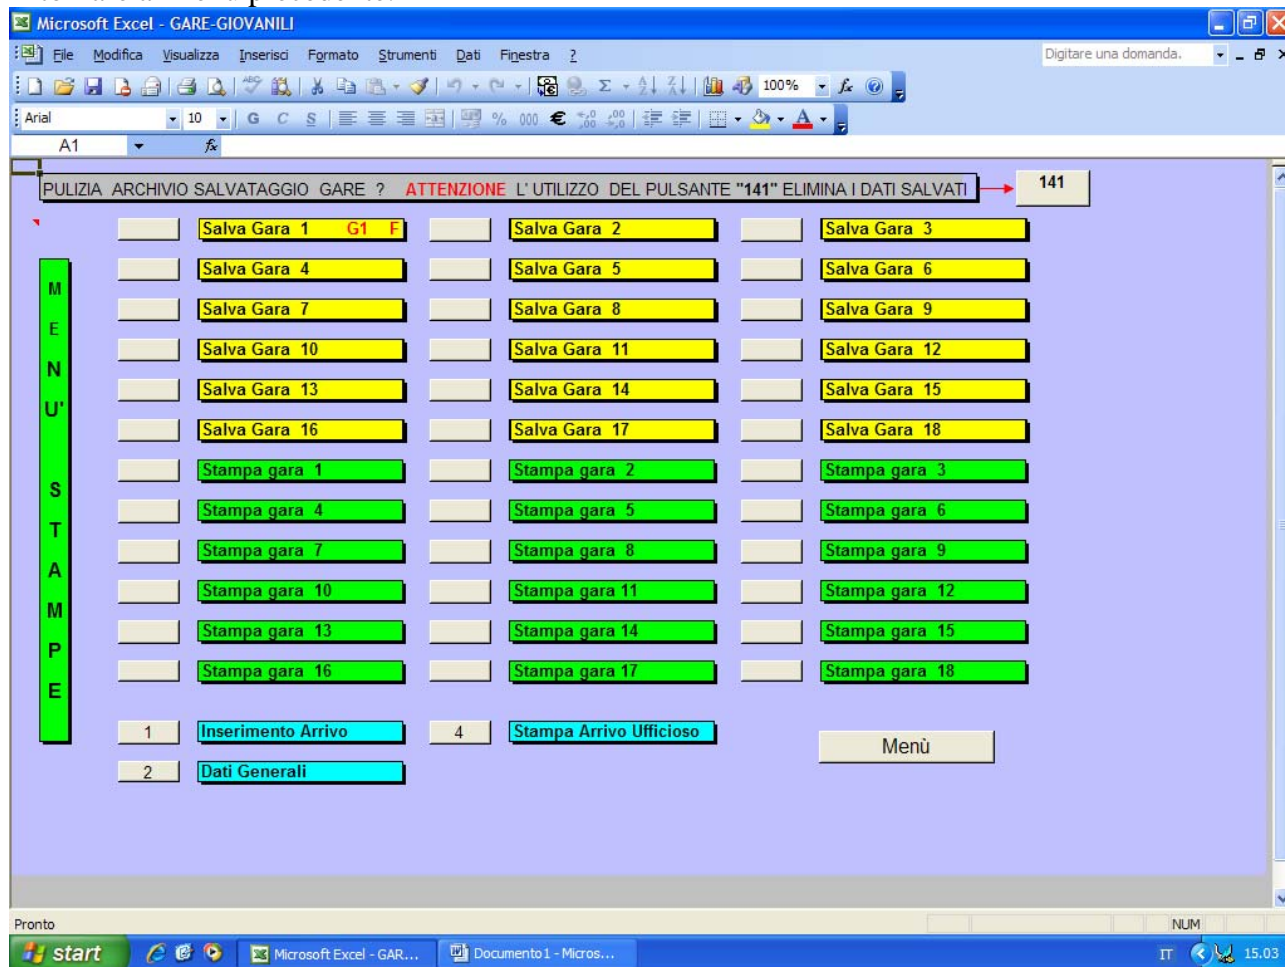 Microsoft Excel - GARE-GIOVANILI
File Modifica Visualizza Inserisci Formato Strumenti Dati Finestra ? Digitare una domanda.
100%
Arial 10 G C S % 000 €
A1 fx
PULIZIA ARCHIVIO SALVATAGGIO GARE ? ATTENZIONE L' UTILIZZO DEL PULSANTE "141" ELIMINA I DATI SALVATI 141
Salva Gara 1 G1 F Salva Gara 2 Salva Gara 3
Salva Gara 4 Salva Gara 5 Salva Gara 6
Salva Gara 7 Salva Gara 8 Salva Gara 9
Salva Gara 10 Salva Gara 11 Salva Gara 12
Salva Gara 13 Salva Gara 14 Salva Gara 15
Salva Gara 16 Salva Gara 17 Salva Gara 18
Stampa gara 1 Stampa gara 2 Stampa gara 3
Stampa gara 4 Stampa gara 5 Stampa gara 6
Stampa gara 7 Stampa gara 8 Stampa gara 9
Stampa gara 10 Stampa gara 11 Stampa gara 12
Stampa gara 13 Stampa gara 14 Stampa gara 15
Stampa gara 16 Stampa gara 17 Stampa gara 18
MENU' STAMPE
1 Inserimento Arrivo 4 Stampa Arrivo Ufficioso
Menù
2 Dati Generali
Pronto NUM
start Microsoft Excel - GAR... Documento1 - Micros... IT 15.03